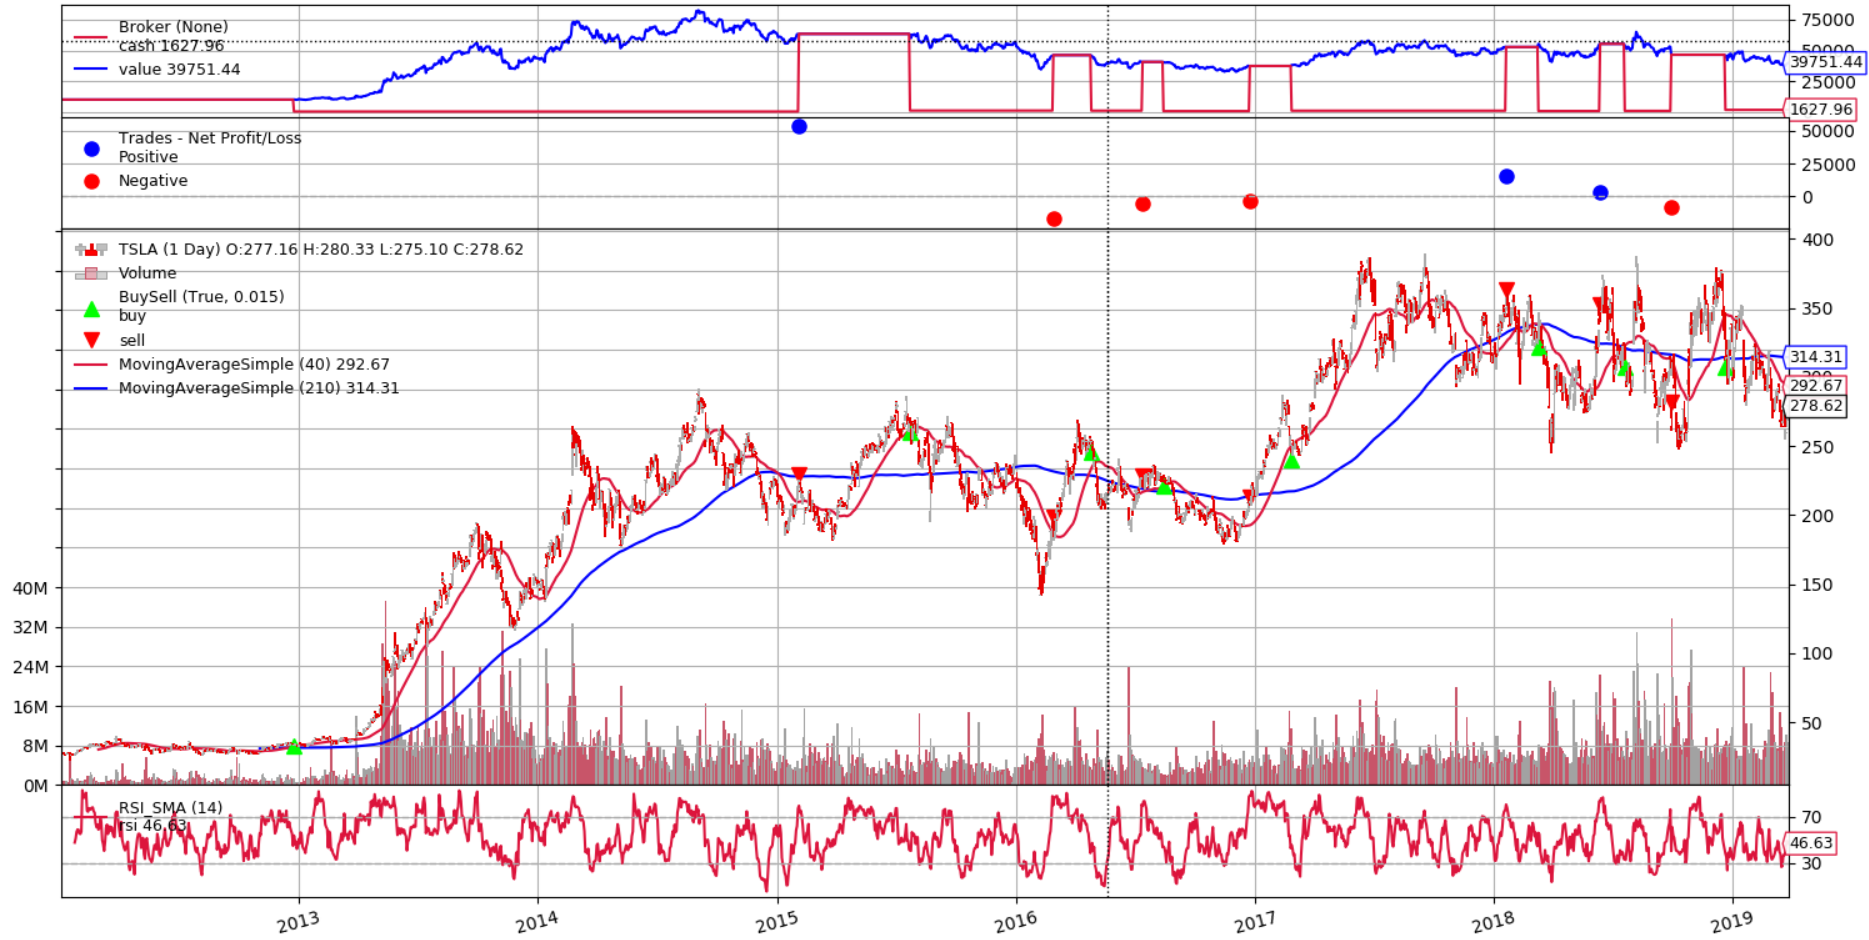 Broker (None)
cash 1627.96
value 39751.44
75000
50000
39751.44
25000
1627.96
Trades - Net Profit/Loss
Positive
Negative
50000
25000
0
TSLA (1 Day) O:277.16 H:280.33 L:275.10 C:278.62
Volume
BuySell (True, 0.015)
buy
sell
MovingAverageSimple (40) 292.67
MovingAverageSimple (210) 314.31
400
350
314.31
300
292.67
278.62
250
200
150
100
50
40M
32M
24M
16M
8M
0M
RSI_SMA (14)
rsi 46.63
70
46.63
30
2013
2014
2015
2016
2017
2018
2019